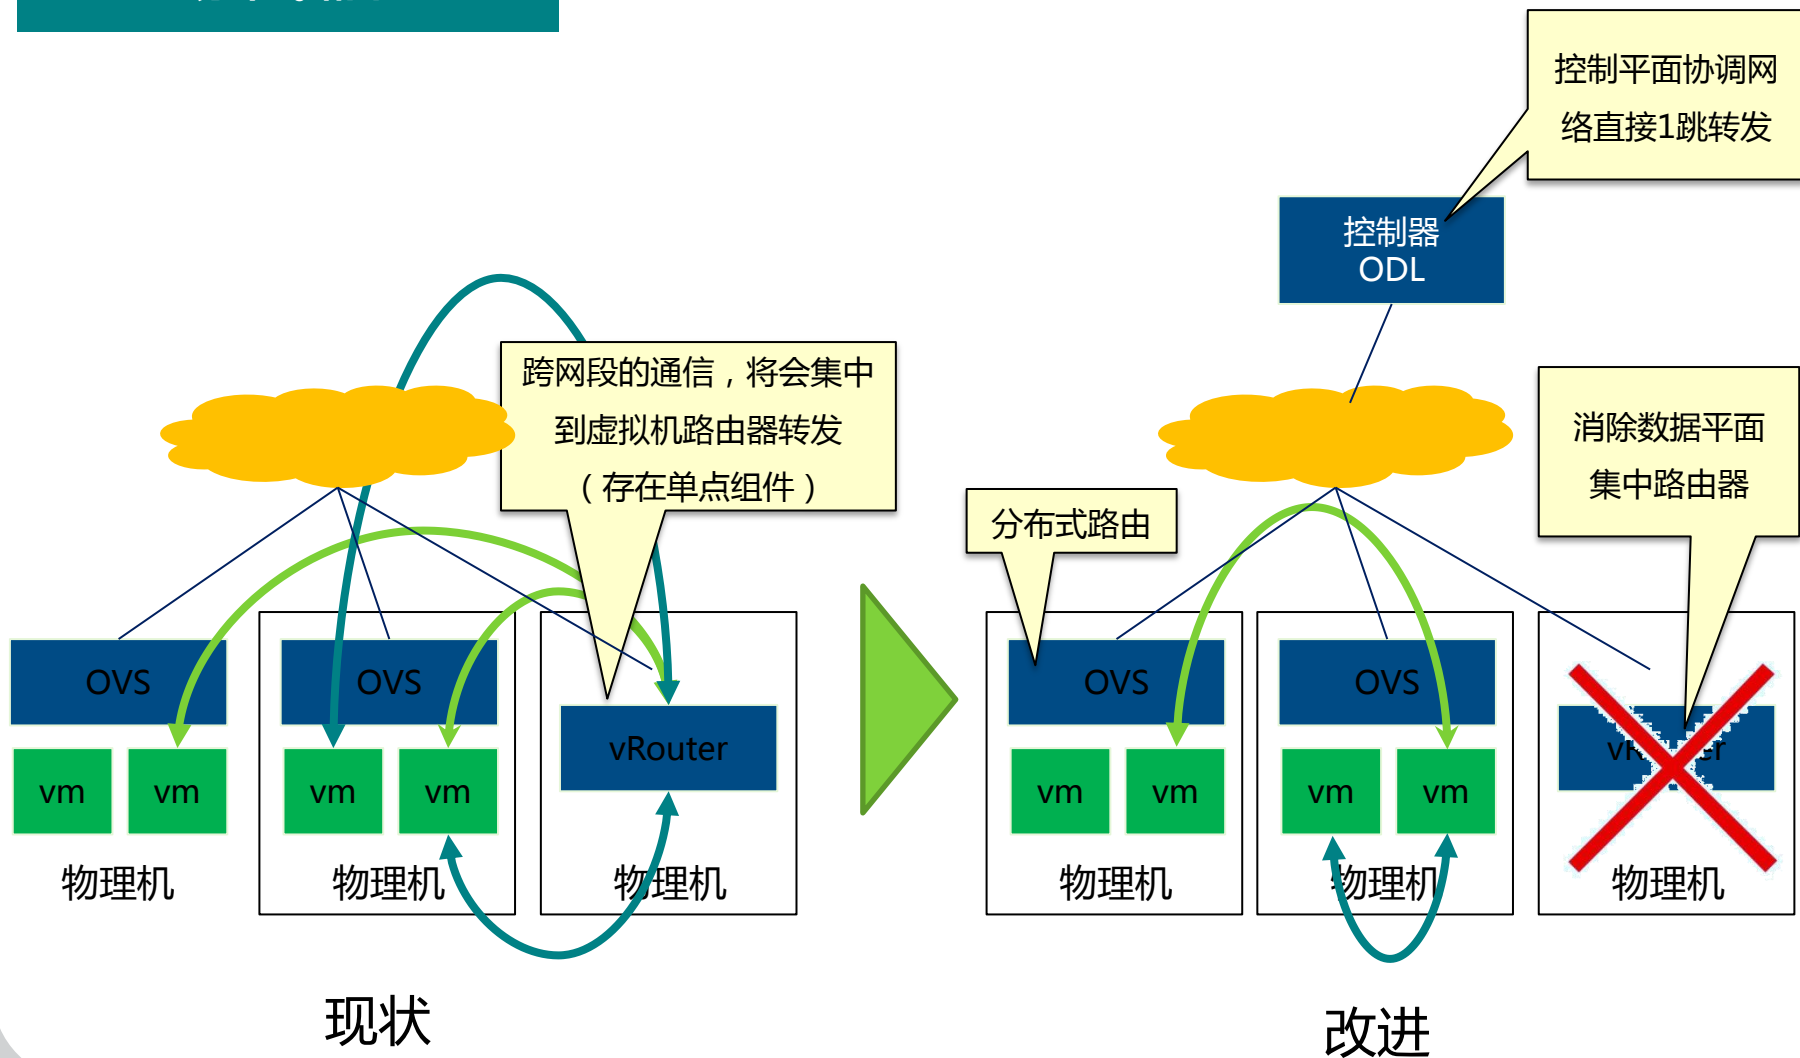 控制平面协调网
络直接1跳转发
控制器
ODL
跨网段的通信，将会集中
到虚拟机路由器转发
（存在单点组件）
消除数据平面
集中路由器
分布式路由
OVS
OVS
vRouter
vm
vm
vm
vm
物理机
物理机
物理机
OVS
OVS
vm
vm
vm
vm
物理机
物理机
物理机
现状
改进